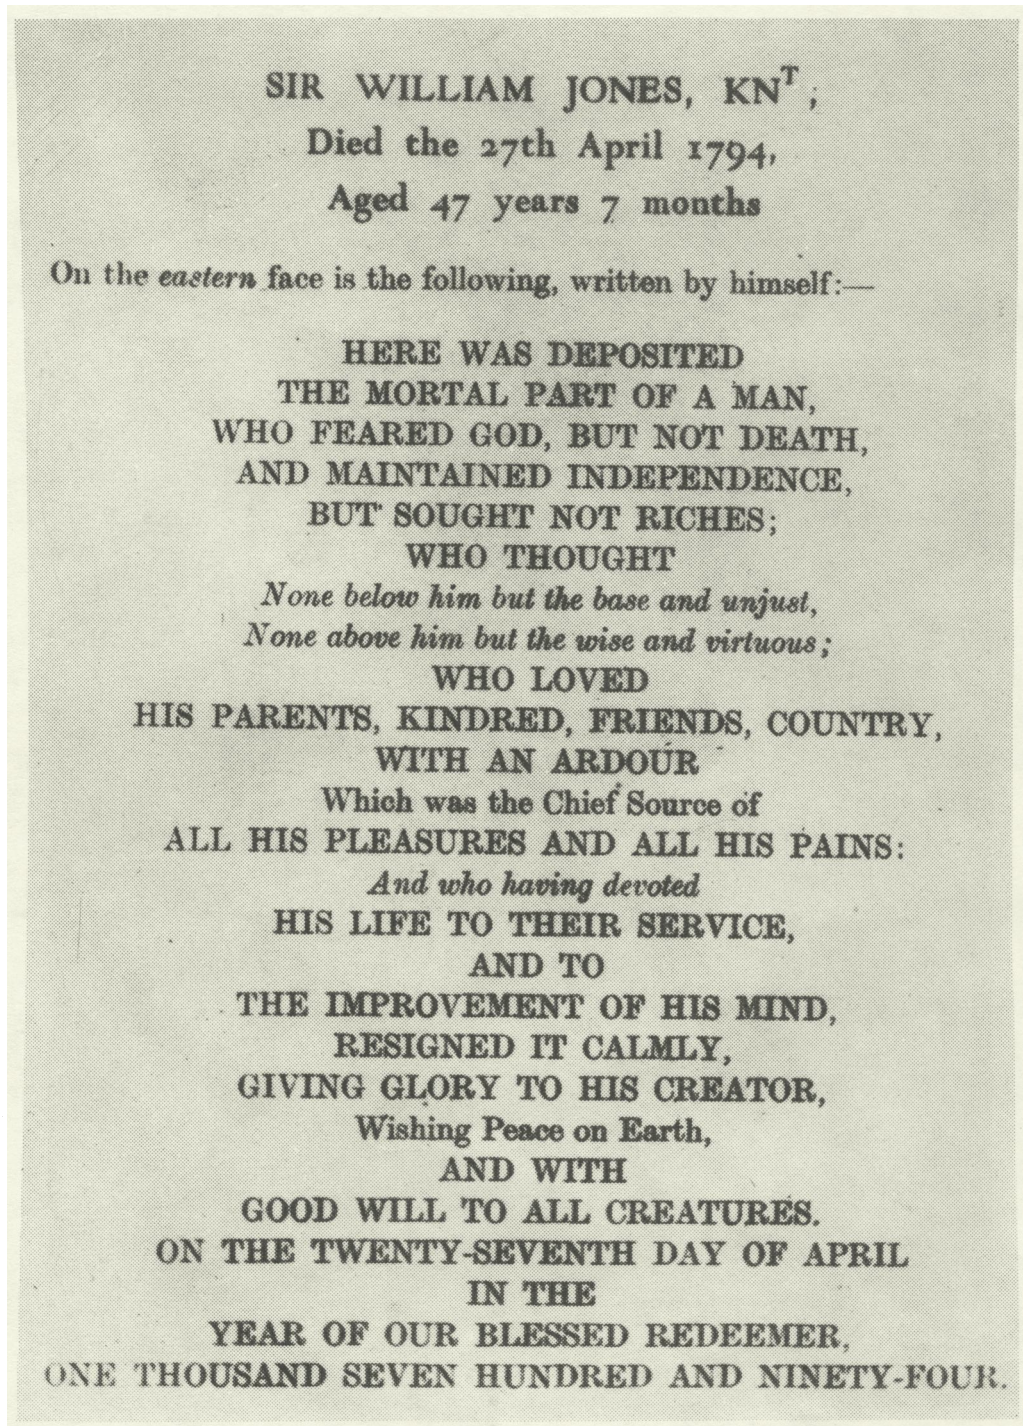 SIR WILLIAM JONES, KNT,
Died the 27th April 1794,
Aged 47 years 7 months
On the eastern face is the following, written by himself:—
HERE WAS DEPOSITED
THE MORTAL PART OF A MAN,
WHO FEARED GOD, BUT NOT DEATH,
AND MAINTAINED INDEPENDENCE,
BUT SOUGHT NOT RICHES;
WHO THOUGHT
None below him but the base and unjust,
None above him but the wise and virtuous;
WHO LOVED
HIS PARENTS, KINDRED, FRIENDS, COUNTRY,
WITH AN ARDOUR
Which was the Chief Source of
ALL HIS PLEASURES AND ALL HIS PAINS:
And who having devoted
HIS LIFE TO THEIR SERVICE,
AND TO
THE IMPROVEMENT OF HIS MIND,
RESIGNED IT CALMLY,
GIVING GLORY TO HIS CREATOR,
Wishing Peace on Earth,
AND WITH
GOOD WILL TO ALL CREATURES.
ON THE TWENTY-SEVENTH DAY OF APRIL
IN THE
YEAR OF OUR BLESSED REDEEMER,
ONE THOUSAND SEVEN HUNDRED AND NINETY-FOUR.